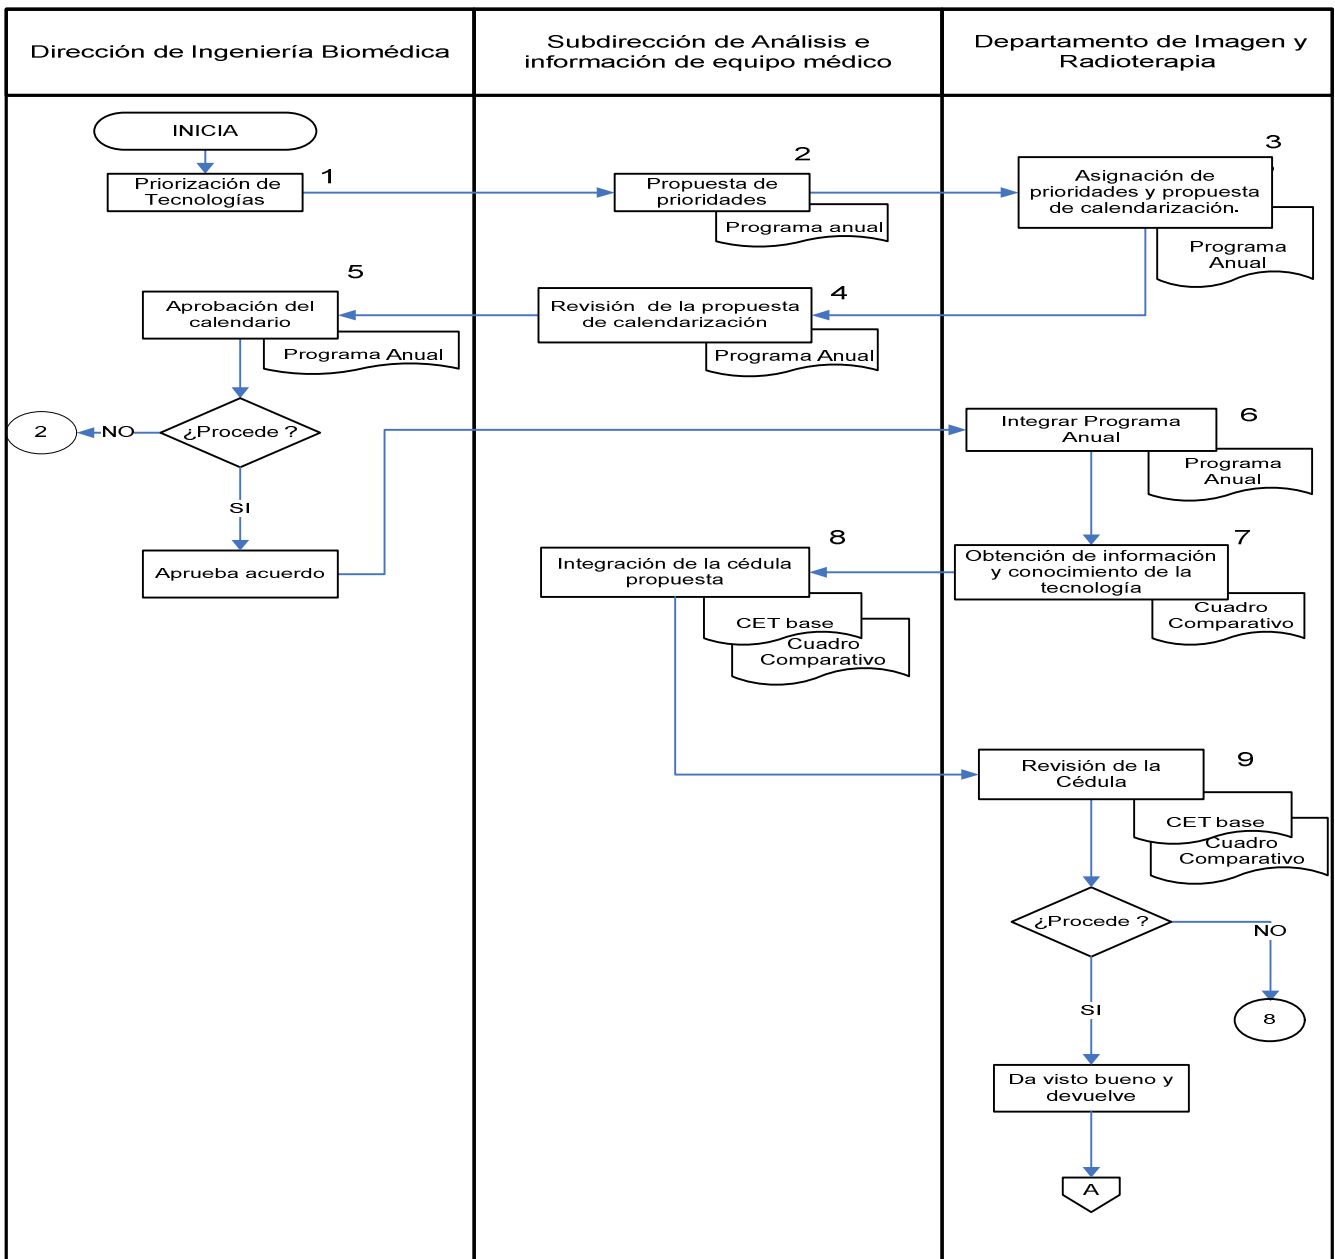 Dirección de Ingeniería Biomédica
Subdirección de Análisis e
información de equipo médico
Departamento de Imagen y
Radioterapia
INICIA
1
Priorización de
Tecnologías
2
Propuesta de
prioridades
Programa anual
3
Asignación de
prioridades y propuesta
de calendarización.
Programa
Anual
5
Aprobación del
calendario
Programa Anual
4
Revisión de la propuesta
de calendarización
Programa Anual
2
NO
¿Procede ?
SI
Aprueba acuerdo
6
Integrar Programa
Anual
Programa
Anual
7
Obtención de información
y conocimiento de la
tecnología
Cuadro
Comparativo
8
Integración de la cédula
propuesta
CET base
Cuadro
Comparativo
9
Revisión de la
Cédula
CET base
Cuadro
Comparativo
¿Procede ?
NO
8
SI
Da visto bueno y
devuelve
A